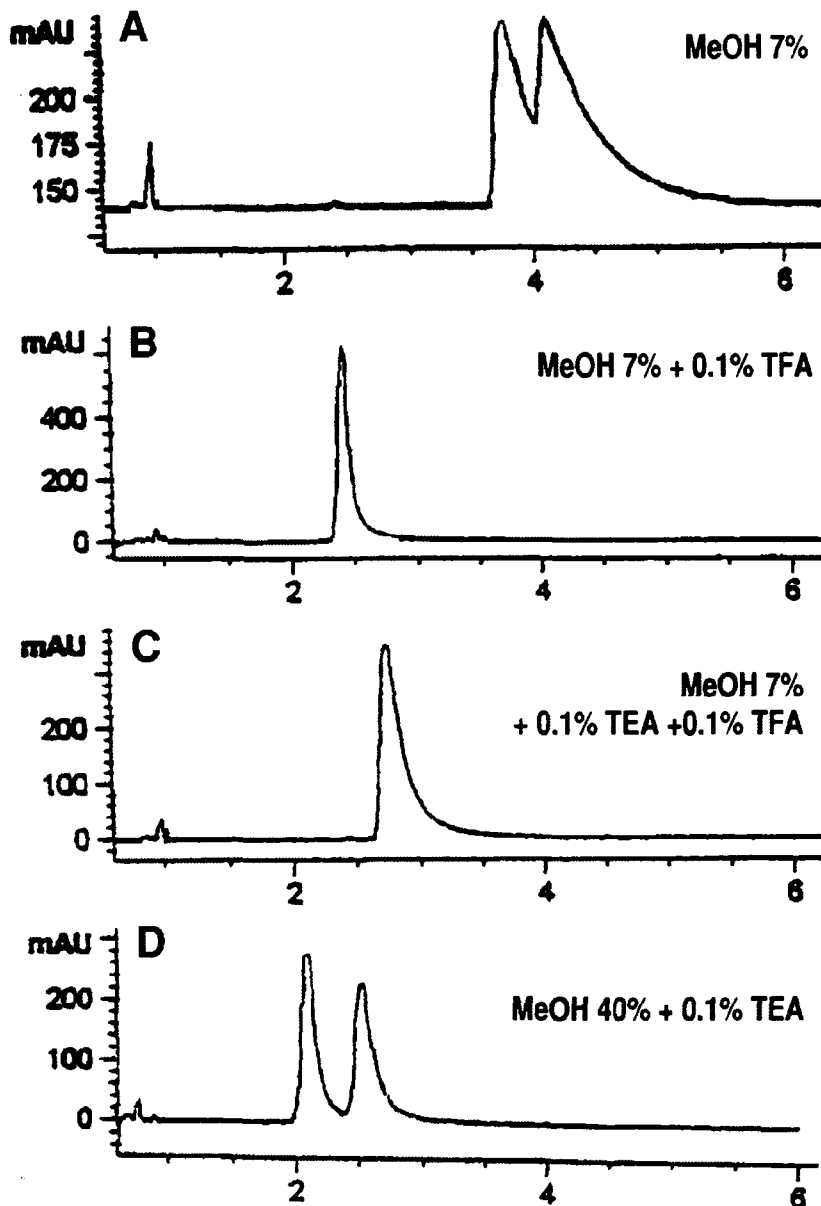 mAU
A
MeOH 7%
200
175
150
2 4 6
mAU
B
MeOH 7% + 0.1% TFA
400
200
0
2 4 6
mAU
C
MeOH 7%
+ 0.1% TEA +0.1% TFA
200
100
0
2 4 6
mAU
D
MeOH 40% + 0.1% TEA
200
100
0
2 4 6